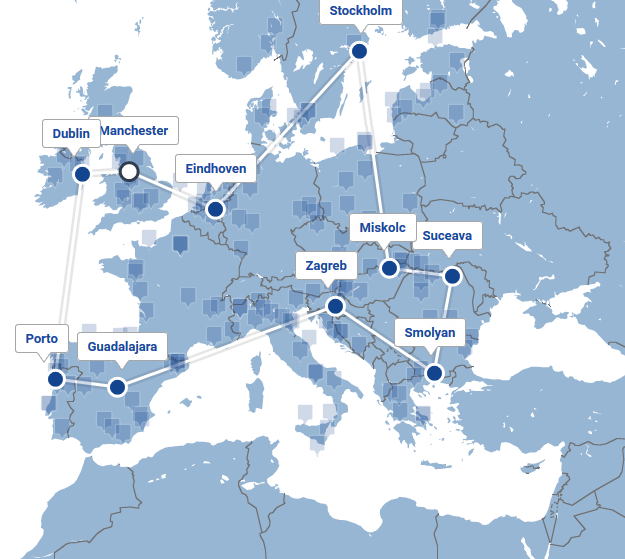 Stockholm
Dublin
Manchester
Eindhoven
Miskolc
Suceava
Zagreb
Smolyan
Porto
Guadalajara